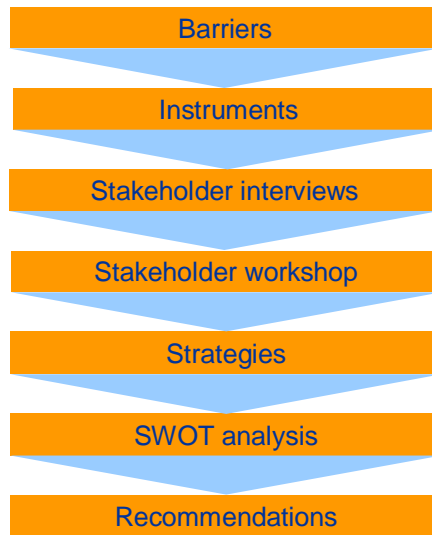 Barriers
Instruments
Stakeholder interviews
Stakeholder workshop
Strategies
SWOT analysis
Recommendations